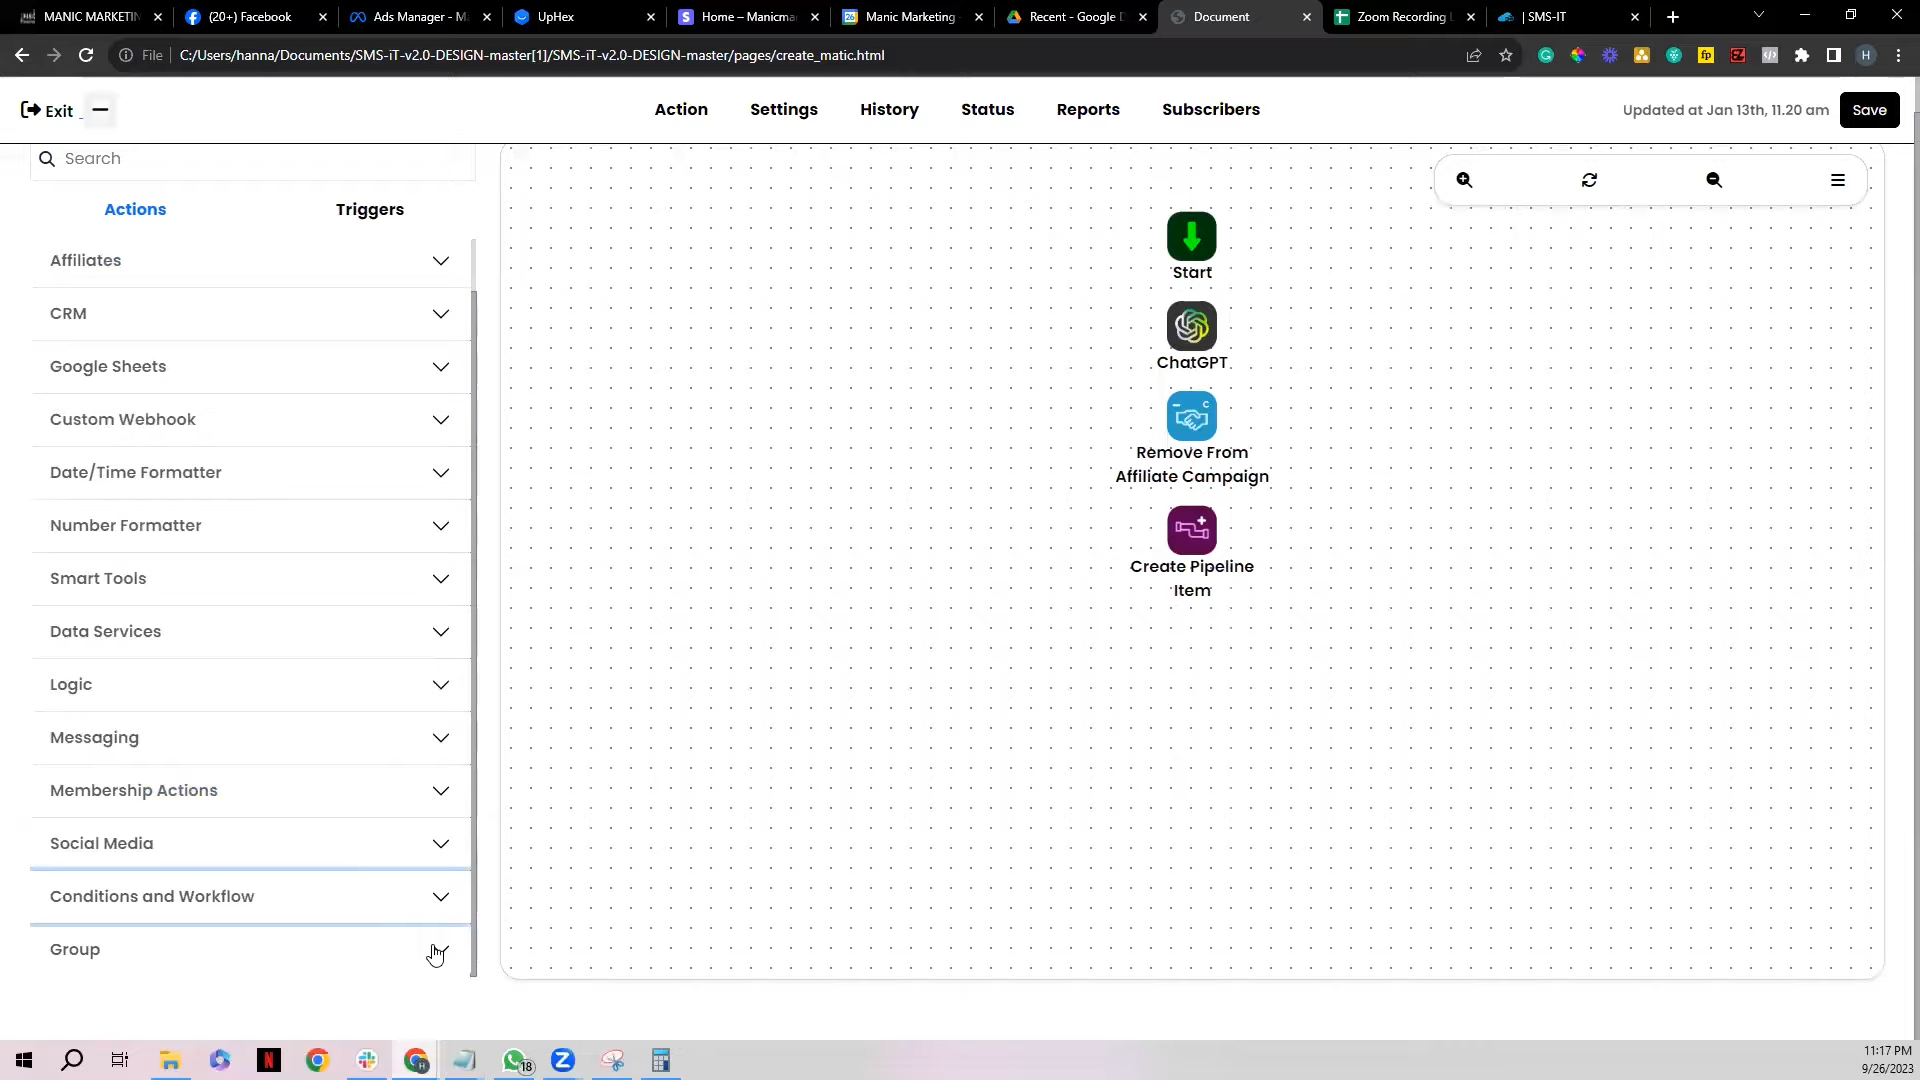 MANIC MARKETIN
(20+) Facebook
Ads Manager - M
UpHex
Home – Manicma
Manic Marketing
Recent - Google D
Document
Zoom Recording L
| SMS-IT
File
C:/Users/hanna/Documents/SMS-iT-v2.0-DESIGN-master[1]/SMS-iT-v2.0-DESIGN-master/pages/create_matic.html
Exit
Action
Settings
History
Status
Reports
Subscribers
Updated at Jan 13th, 11.20 am
Save
Search
Actions
Triggers
Affiliates
CRM
Google Sheets
Custom Webhook
Date/Time Formatter
Number Formatter
Smart Tools
Data Services
Logic
Messaging
Membership Actions
Social Media
Conditions and Workflow
Group
Start
ChatGPT
Remove From
Affiliate Campaign
Create Pipeline
Item
18
11:17 PM
9/26/2023